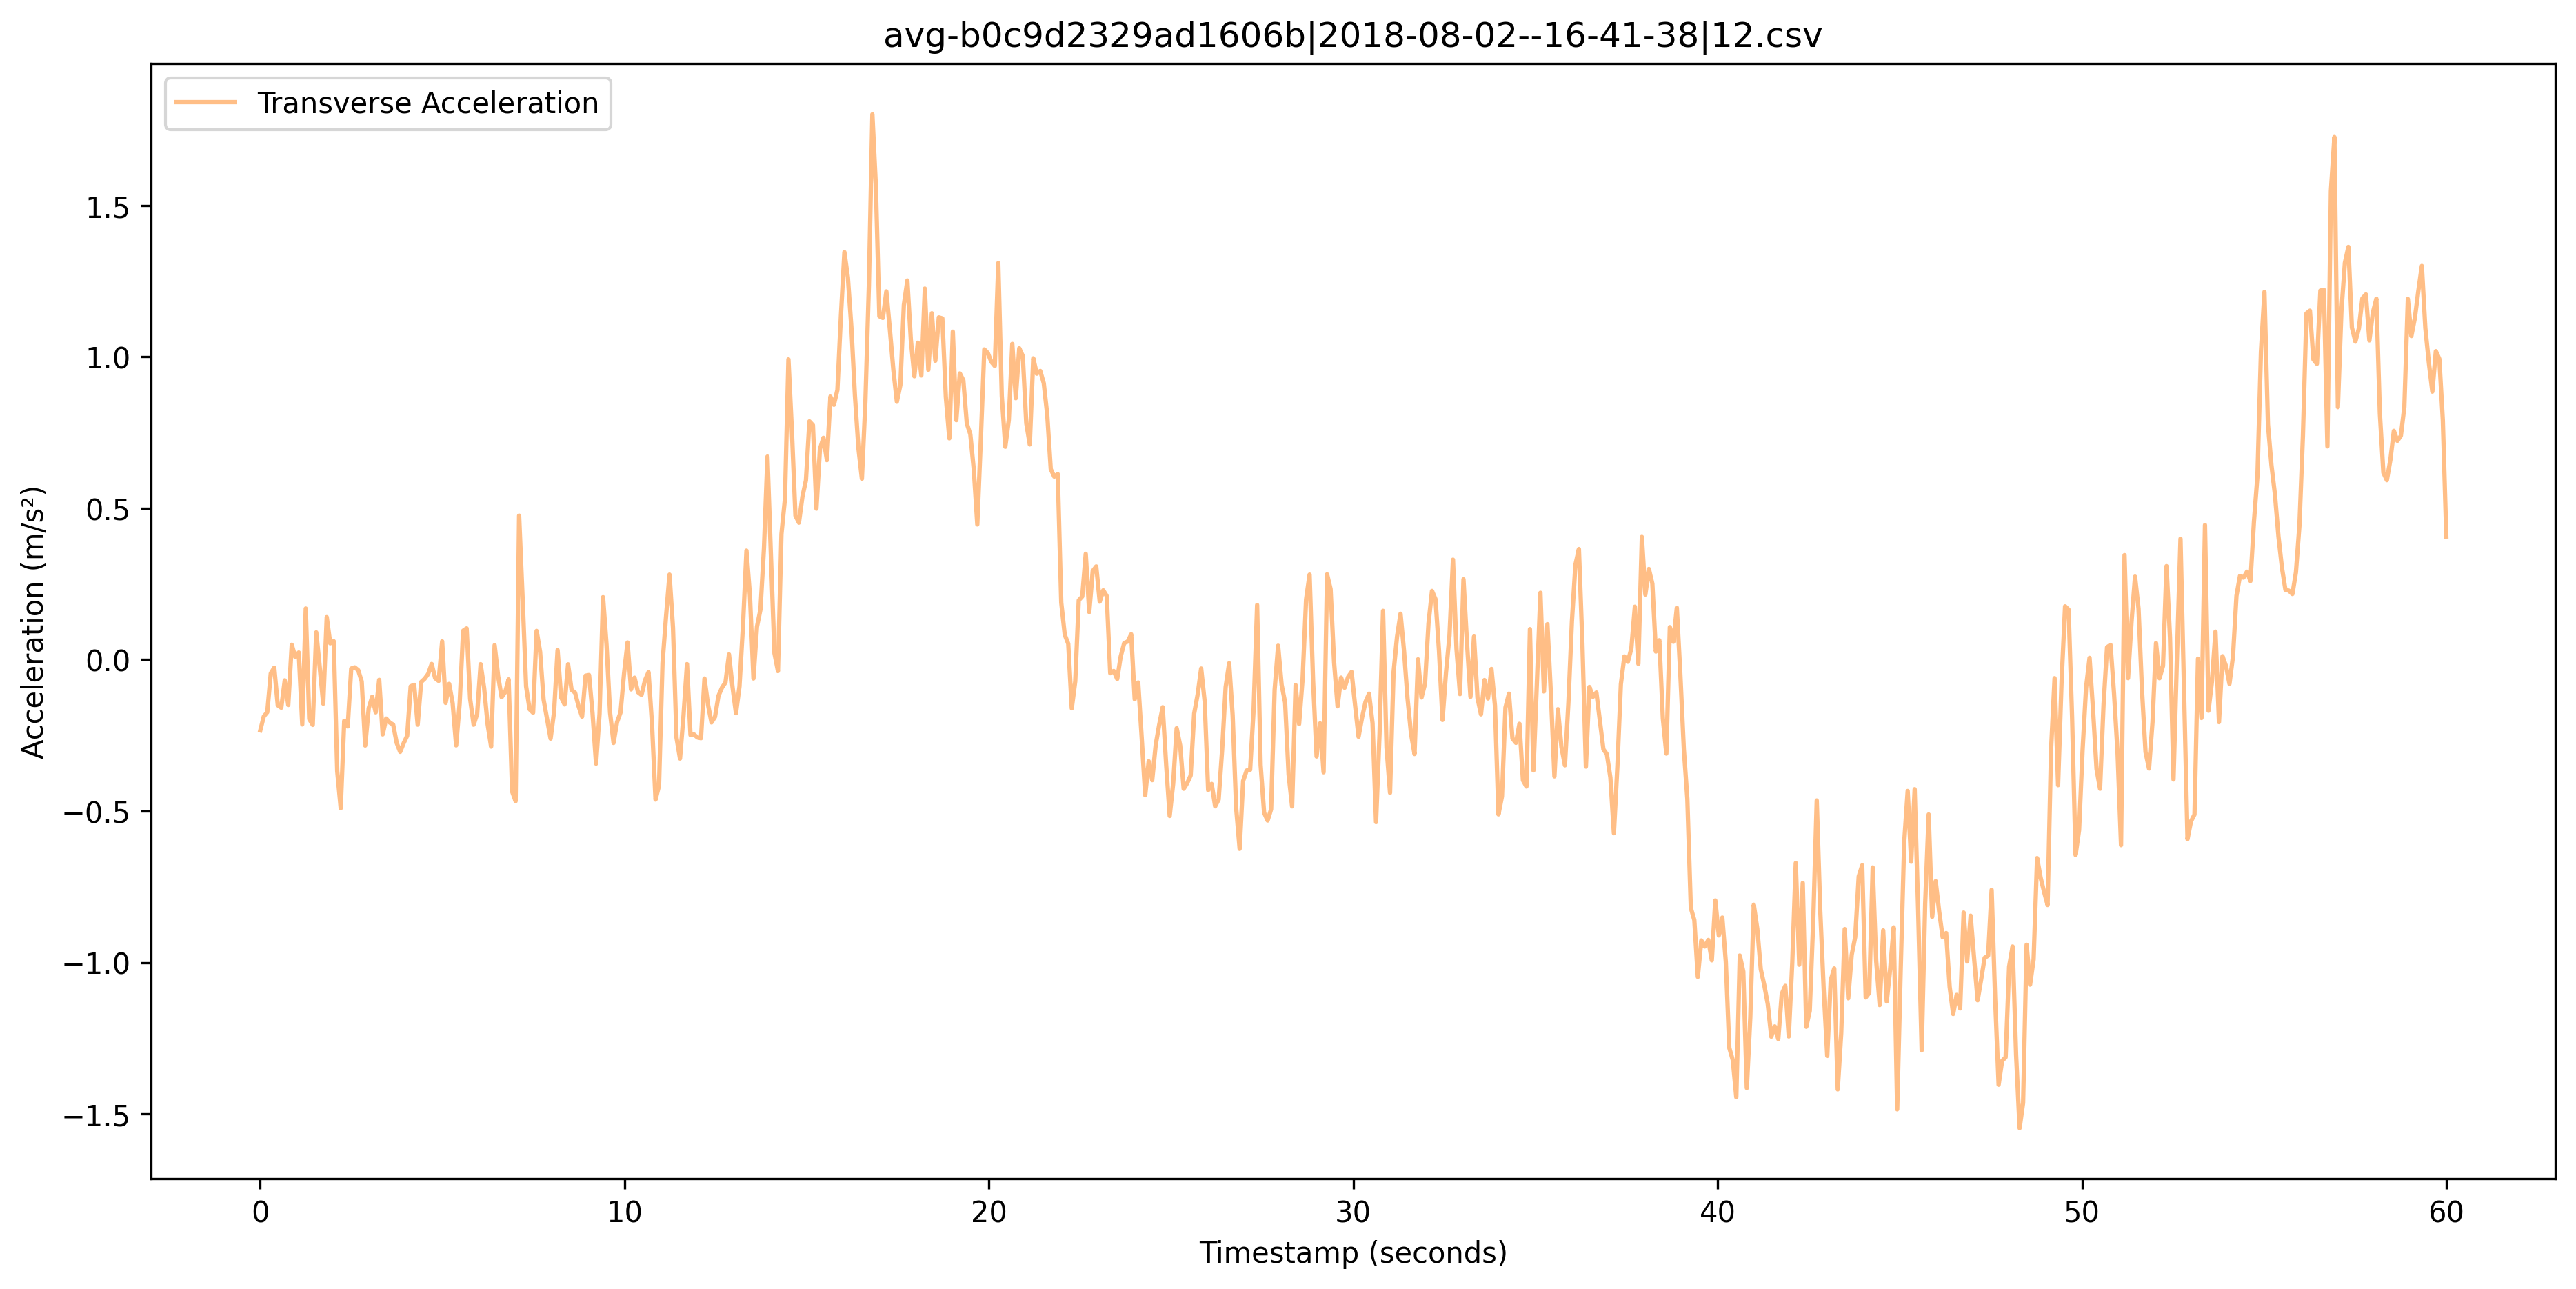 avg-b0c9d2329ad1606b|2018-08-02--16-41-38|12.csv
Transverse Acceleration
1.5
1.0
0.5
0.0
−0.5
−1.0
−1.5
Acceleration (m/s²)
0 10 20 30 40 50 60
Timestamp (seconds)